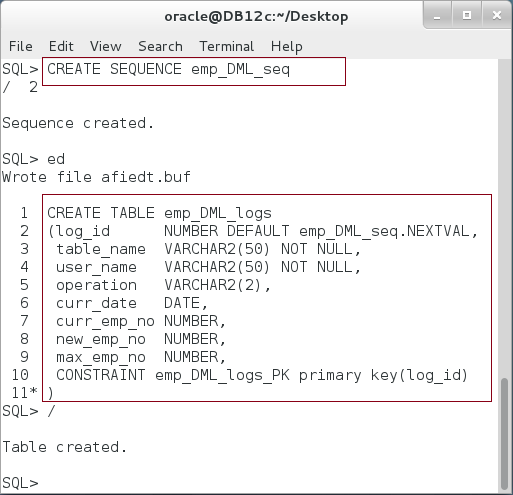 oracle@DB12c:~/Desktop
File Edit View Search Terminal Help
SQL> CREATE SEQUENCE emp_DML_seq
/  2

Sequence created.

SQL> ed
Wrote file afiedt.buf

  1  CREATE TABLE emp_DML_logs
  2  (log_id      NUMBER DEFAULT emp_DML_seq.NEXTVAL,
  3   table_name  VARCHAR2(50) NOT NULL,
  4   user_name   VARCHAR2(50) NOT NULL,
  5   operation   VARCHAR2(2),
  6   curr_date   DATE,
  7   curr_emp_no NUMBER,
  8   new_emp_no  NUMBER,
  9   max_emp_no  NUMBER,
 10   CONSTRAINT emp_DML_logs_PK primary key(log_id)
 11* )
SQL> /

Table created.

SQL>